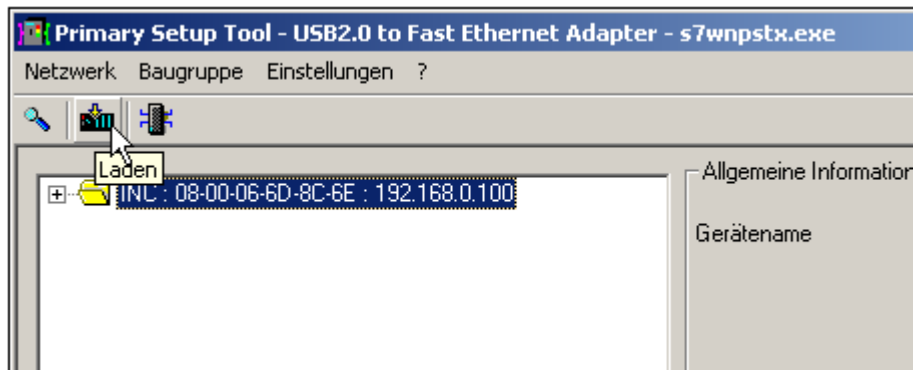 Primary Setup Tool - USB2.0 to Fast Ethernet Adapter - s7wnpstx.exe
Netzwerk Baugruppe Einstellungen ?
Laden
INC : 08-00-06-6D-8C-6E : 192.168.0.100
Allgemeine Information
Gerätename